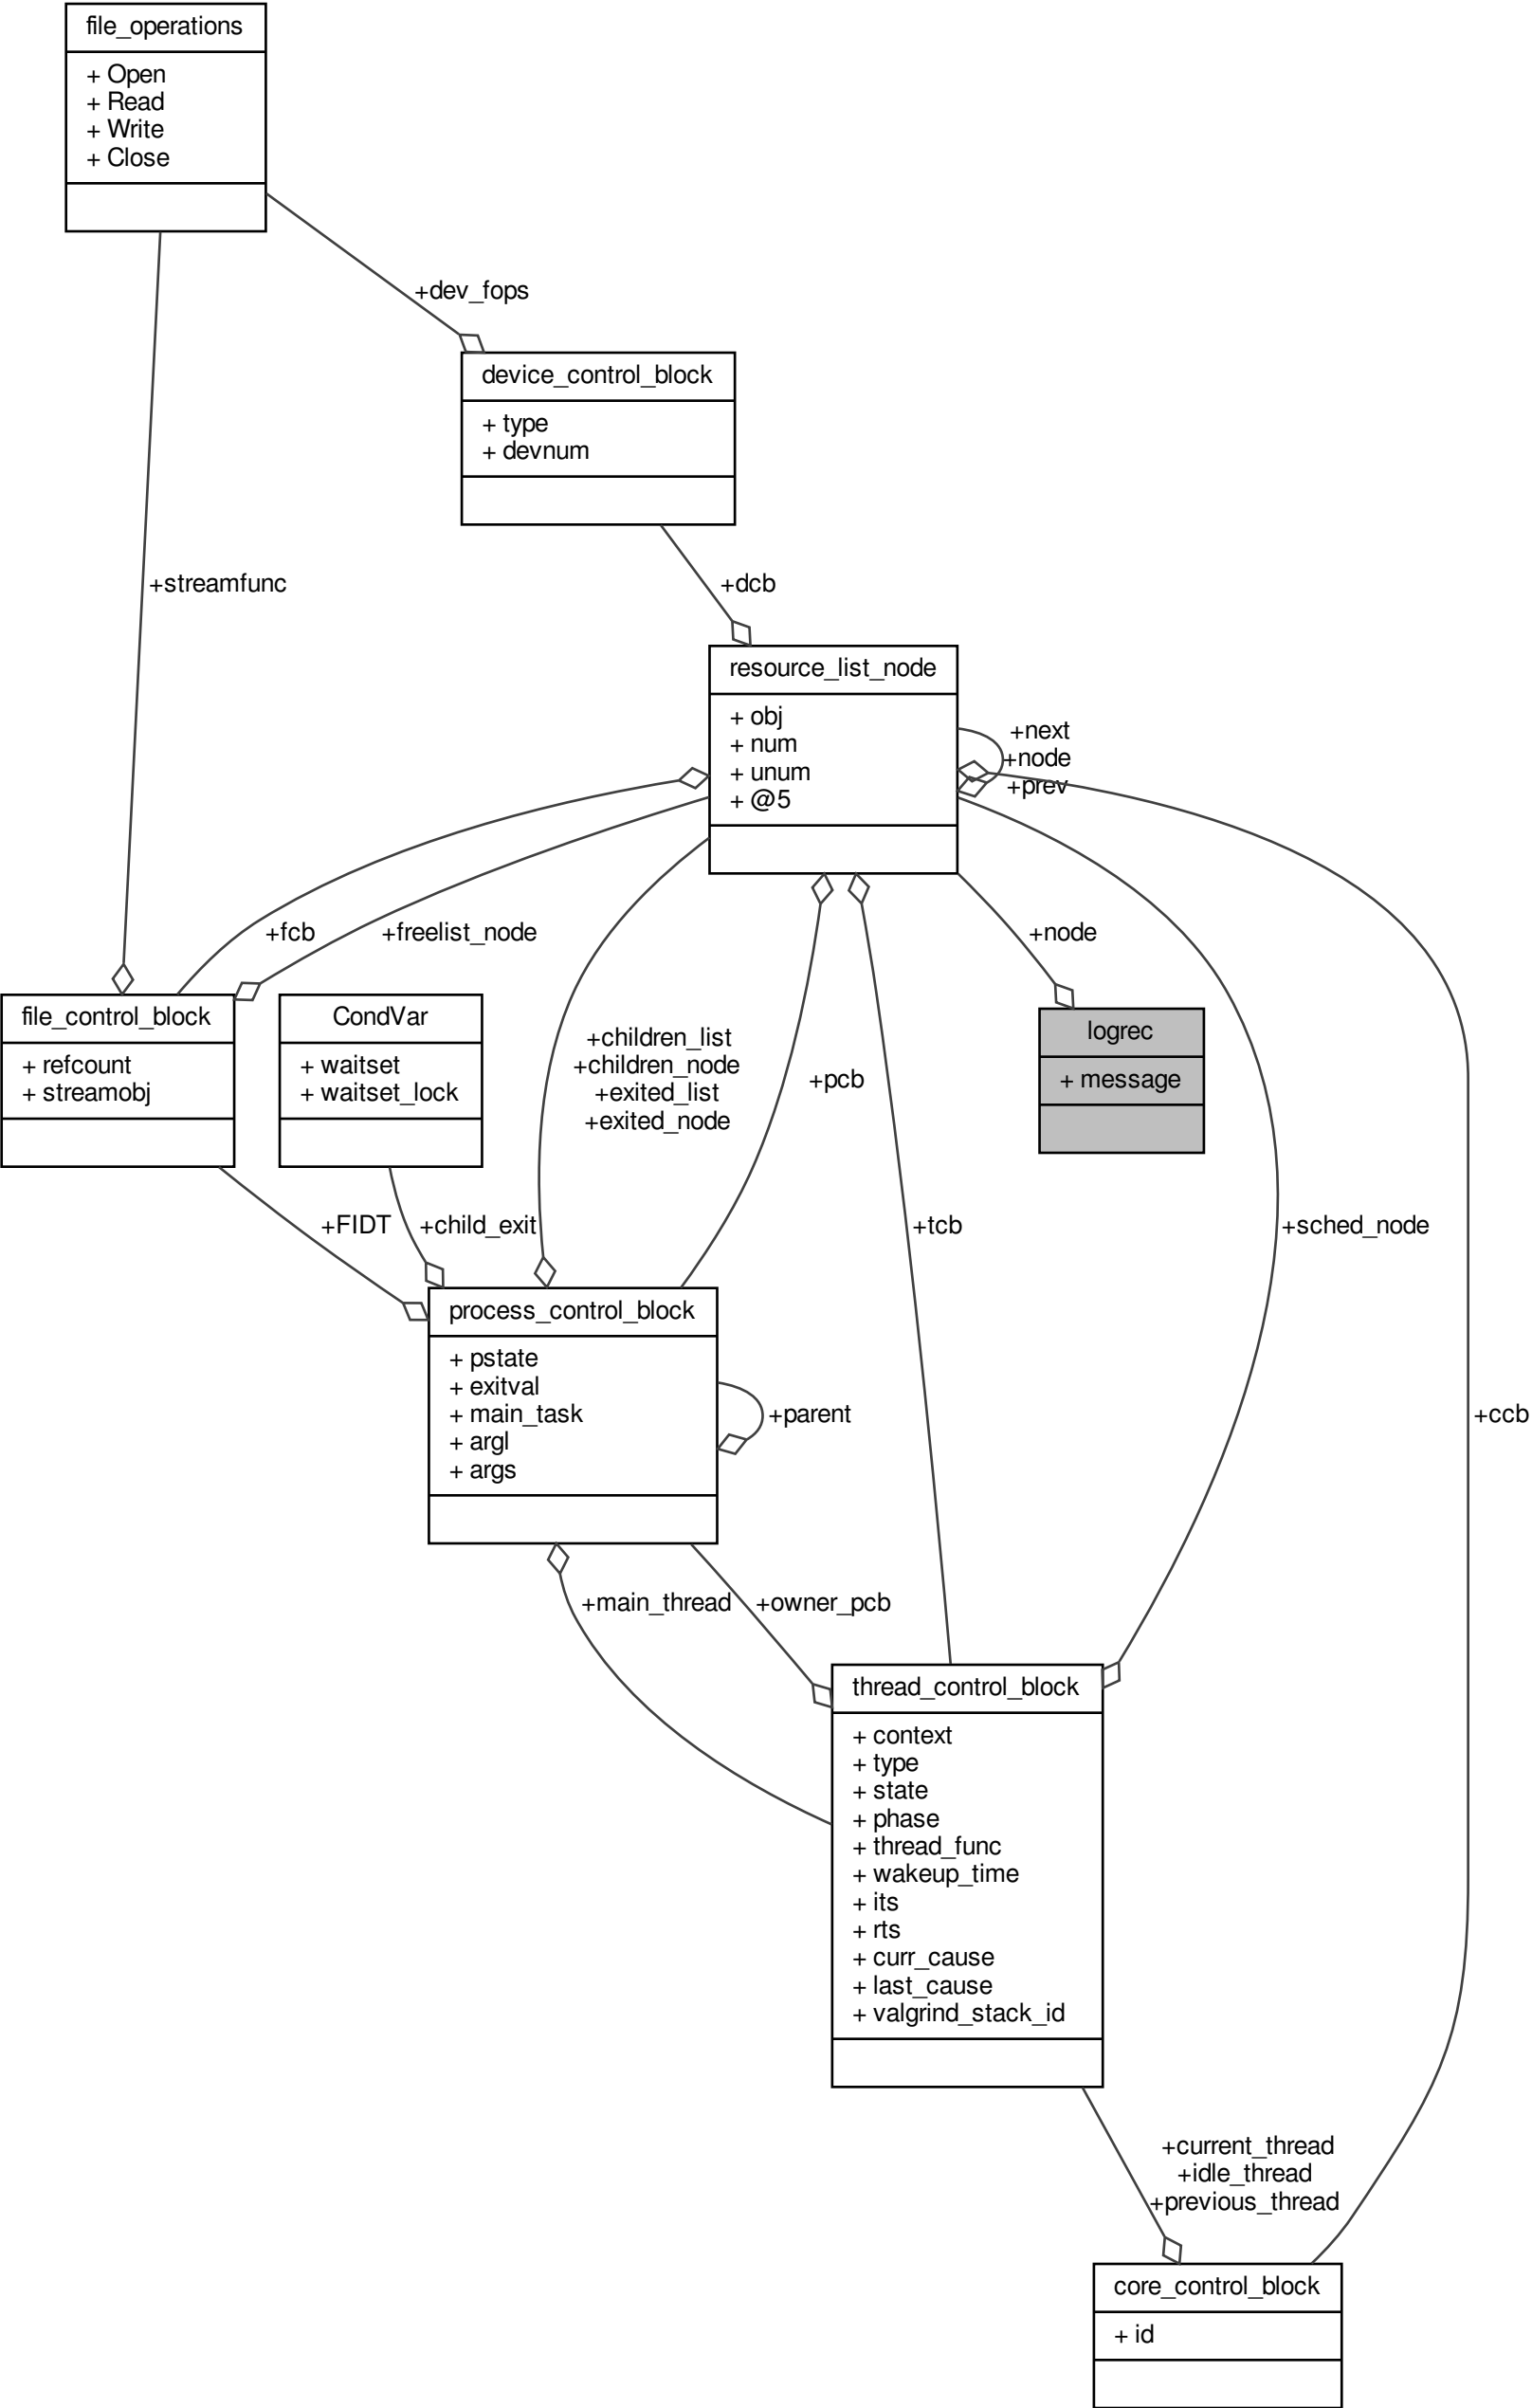 file_operations
+ Open
+ Read
+ Write
+ Close
+dev_fops
device_control_block
+ type
+ devnum
+streamfunc
+dcb
resource_list_node
+ obj
+ num
+ unum
+ @5
+next
+node
+prev
+fcb
+freelist_node
+node
file_control_block
+ refcount
+ streamobj
CondVar
+ waitset
+ waitset_lock
+children_list
+children_node
+exited_list
+exited_node
+pcb
logrec
+ message
+FIDT
+child_exit
+tcb
+sched_node
process_control_block
+ pstate
+ exitval
+ main_task
+ argl
+ args
+parent
+ccb
+main_thread
+owner_pcb
thread_control_block
+ context
+ type
+ state
+ phase
+ thread_func
+ wakeup_time
+ its
+ rts
+ curr_cause
+ last_cause
+ valgrind_stack_id
+current_thread
+idle_thread
+previous_thread
core_control_block
+ id